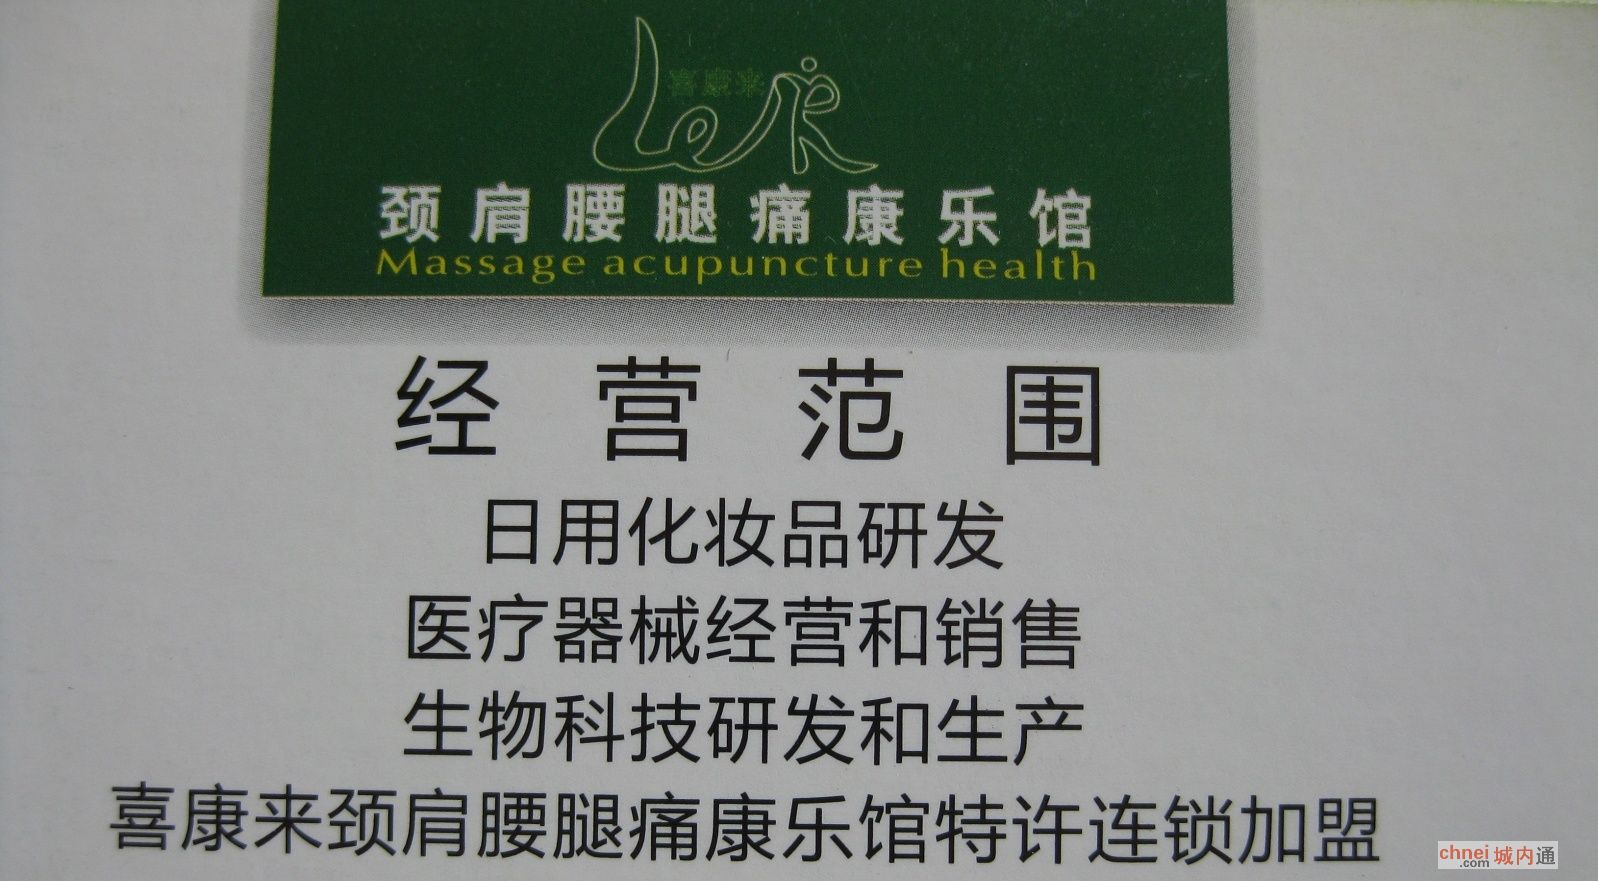 喜康来
颈肩腰腿痛康乐馆
Massage acupuncture health
经营范围
日用化妆品研发
医疗器械经营和销售
生物科技研发和生产
喜康来颈肩腰腿痛康乐馆特许连锁加盟
chnei.com 城内通